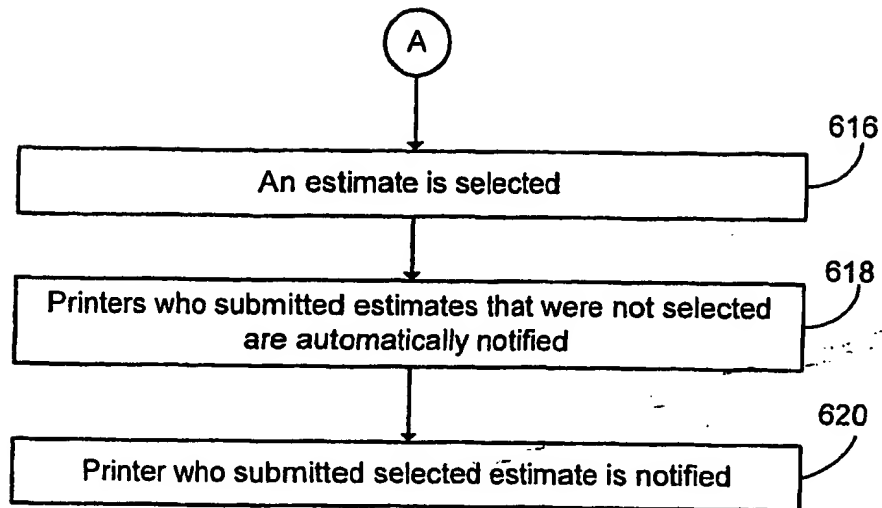 A
616
An estimate is selected
618
Printers who submitted estimates that were not selected
are automatically notified
620
Printer who submitted selected estimate is notified